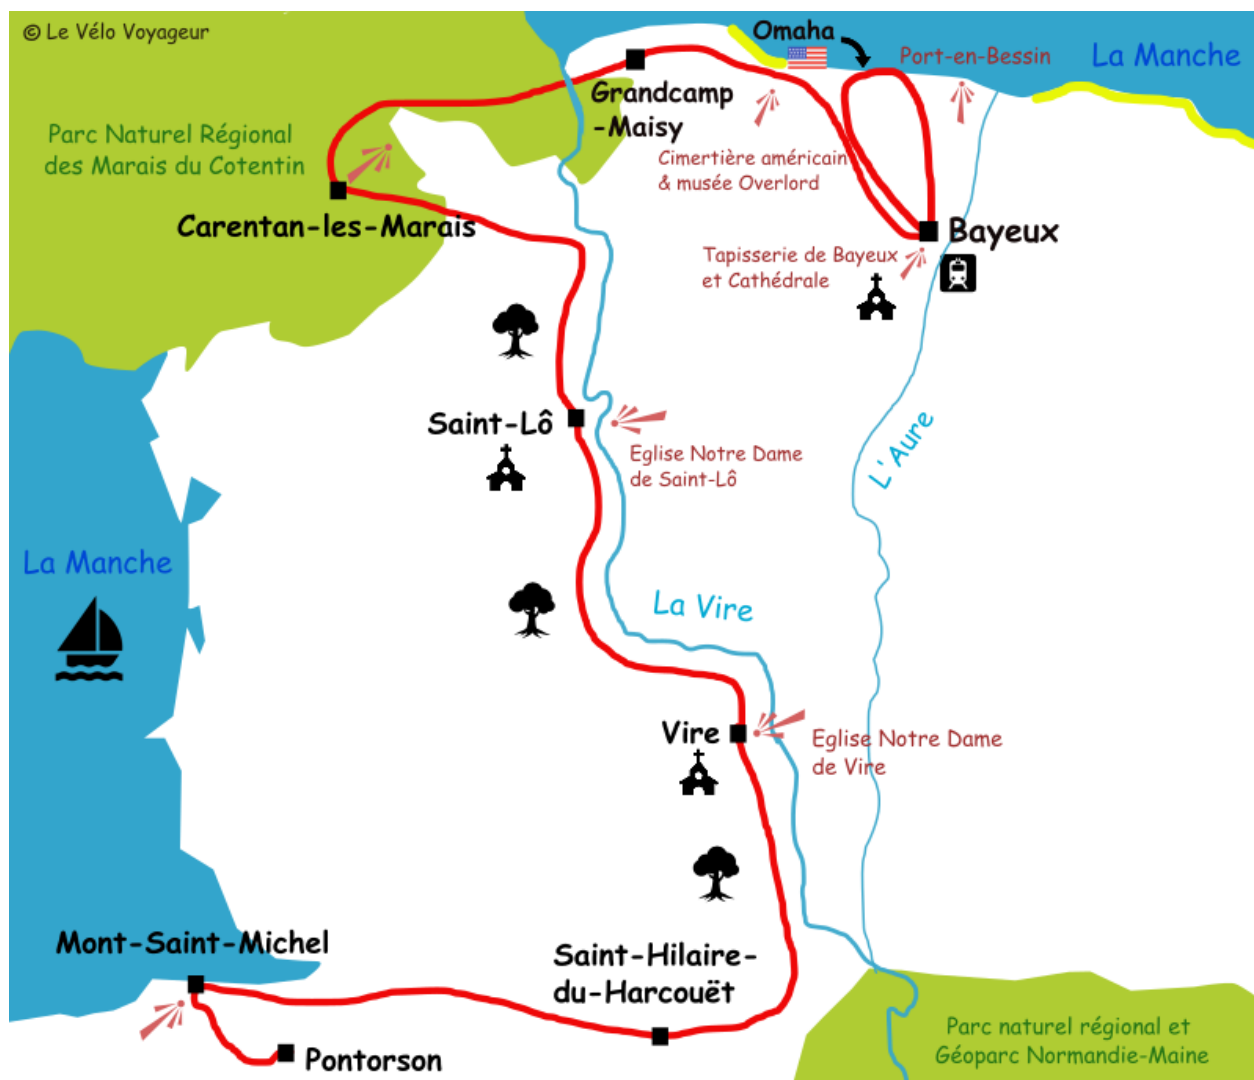 © Le Vélo Voyageur
Omaha
Port-en-Bessin
La Manche
Grandcamp
-Maisy
Parc Naturel Régional
des Marais du Cotentin
Cimertière américain
& musée Overlord
Carentan-les-Marais
Bayeux
Tapisserie de Bayeux
et Cathédrale
Saint-Lô
Eglise Notre Dame
de Saint-Lô
L'Aure
La Manche
La Vire
Vire
Eglise Notre Dame
de Vire
Mont-Saint-Michel
Saint-Hilaire-
du-Harcouët
Parc naturel régional et
Géoparc Normandie-Maine
Pontorson